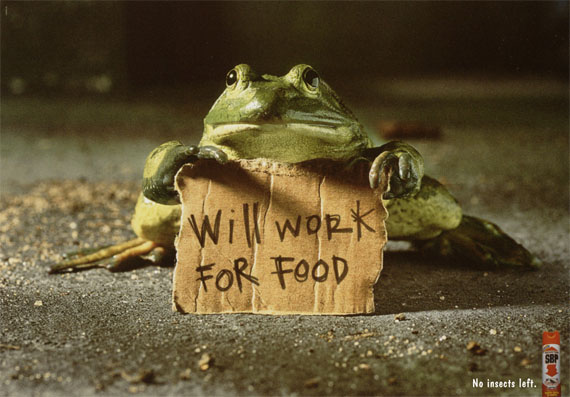 Will work
FOR FOOD
SBP
No insects left.